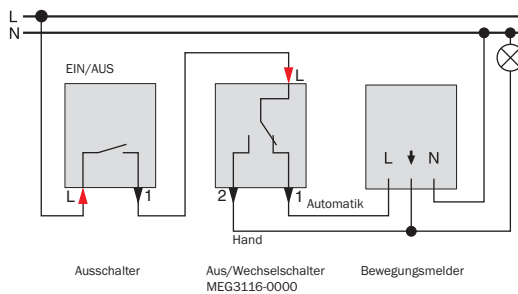 L
N
EIN/AUS
L
L N
L 1
2 1
Automatik
Hand
Ausschalter
Aus/Wechselschalter
MEG3116-0000
Bewegungsmelder